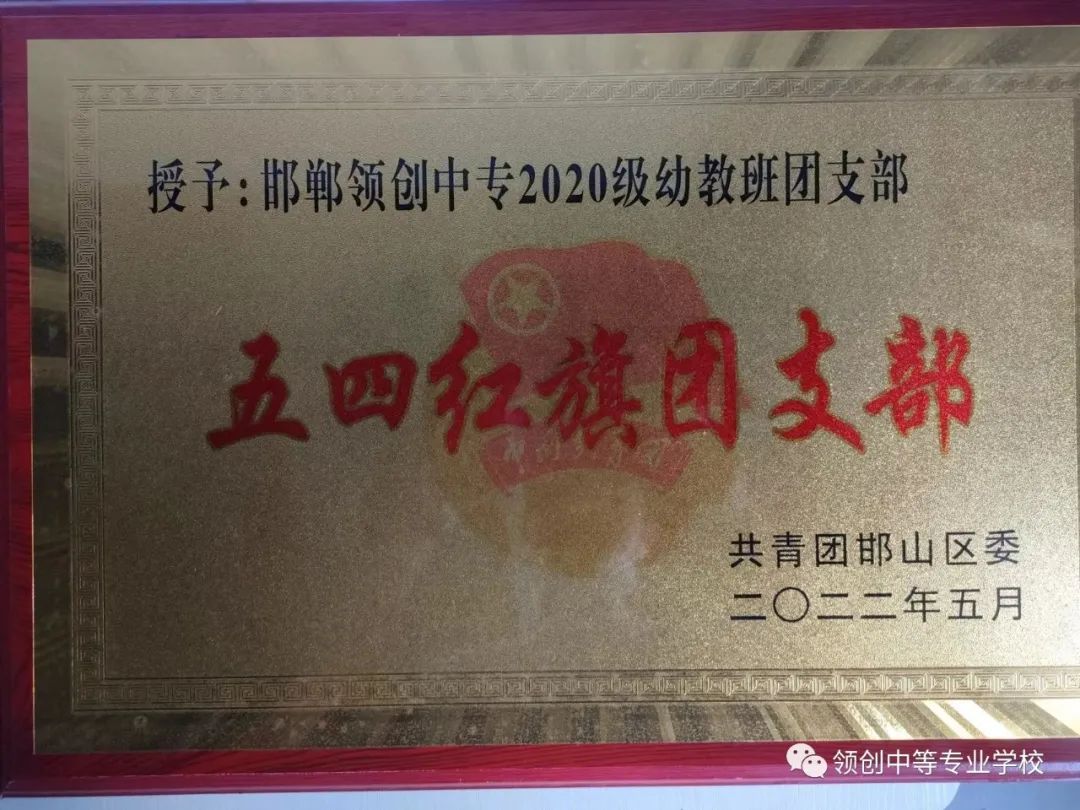 授予:邯郸领创中专2020级幼教班团支部
五四红旗团支部
共青团邯山区委
二〇二二年五月
领创中等专业学校